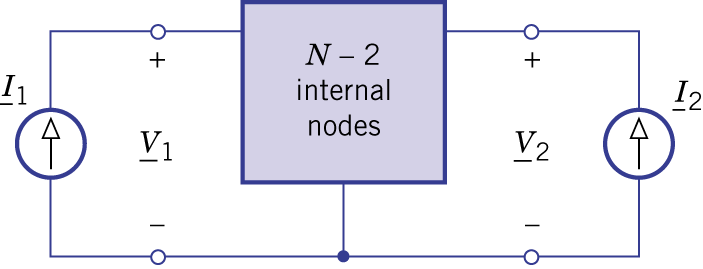 N – 2
internal
nodes
+
+
I1
I2
V1
V2
–
–